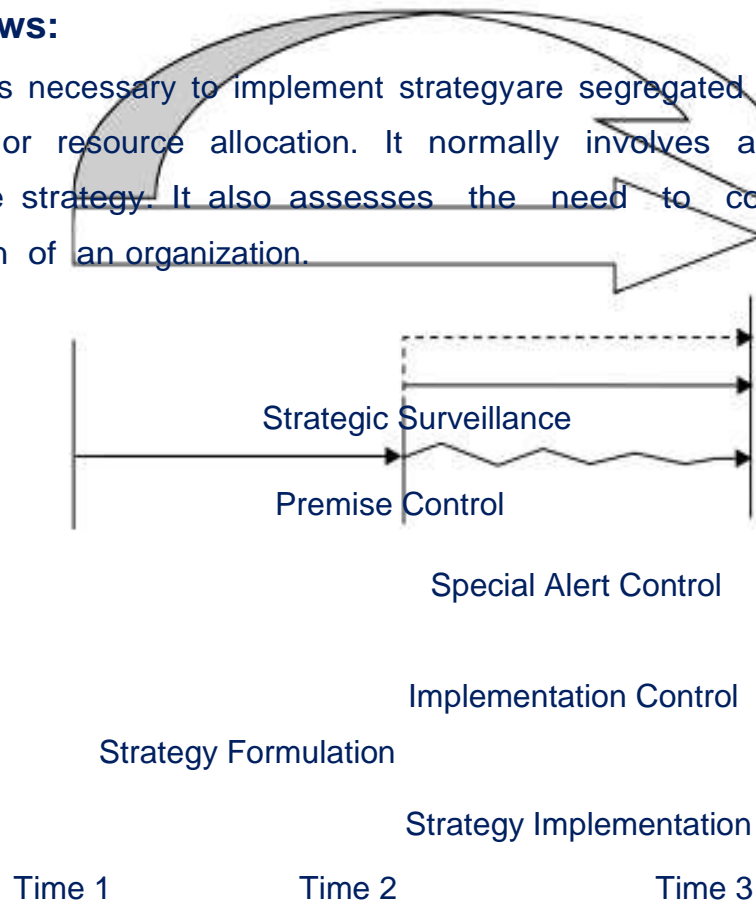 ws:
s necessary to implement strategyare segregated
or resource allocation. It normally involves a
e strategy. It also assesses the need to co
n of an organization.
Strategic Surveillance
Premise Control
Special Alert Control
Implementation Control
Strategy Formulation
Strategy Implementation
Time 1 Time 2 Time 3